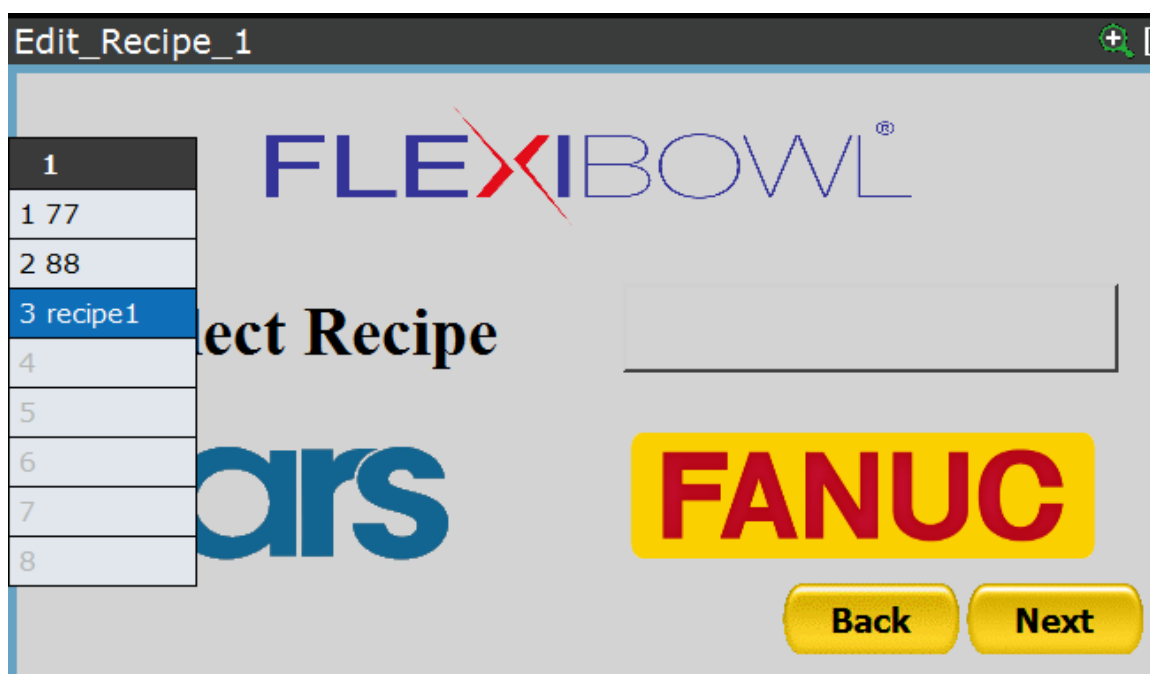 Edit_Recipe_1
FLEXIBOWL®
1
1 77
2 88
3 recipe1
4
5
6
7
8
lect Recipe
ars
FANUC
Back
Next